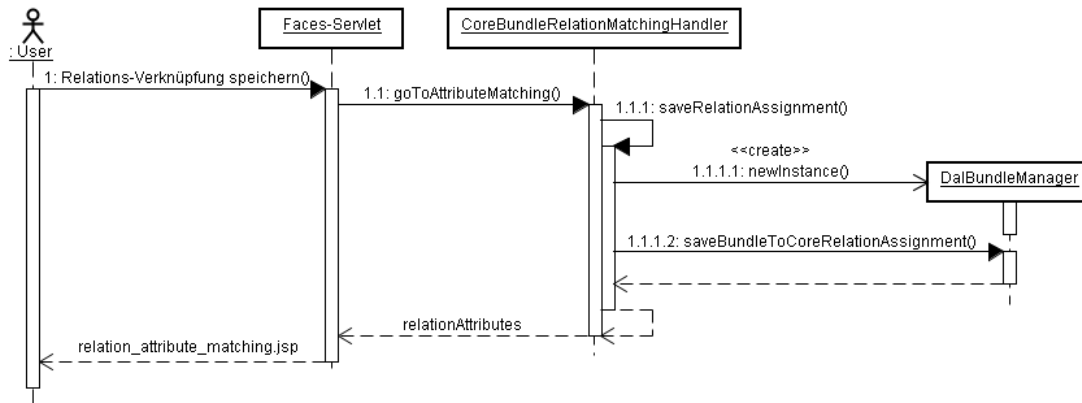 : User
Faces-Servlet
CoreBundleRelationMatchingHandler
1: Relations-Verknüpfung speichern()
1.1: goToAttributeMatching()
1.1.1: saveRelationAssignment()
<<create>>
1.1.1.1: newInstance()
DalBundleManager
1.1.1.2: saveBundleToCoreRelationAssignment()
relationAttributes
relation_attribute_matching.jsp